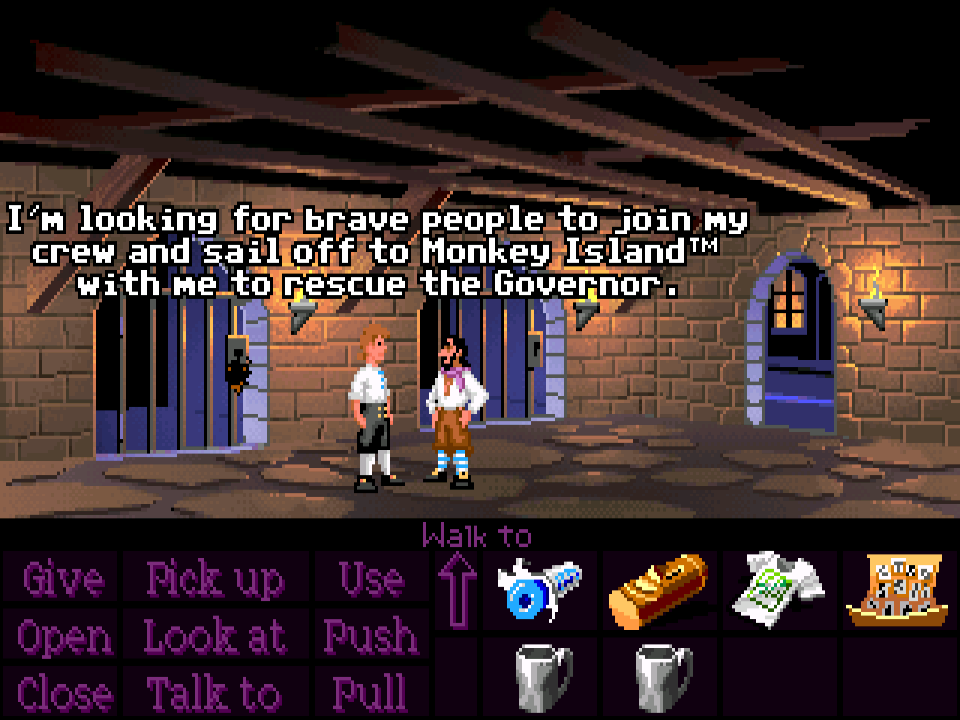 I'm looking for brave people to join my
crew and sail off to Monkey Island™
with me to rescue the Governor.
Walk to
Give Pick up Use
Open Look at Push
Close Talk to Pull